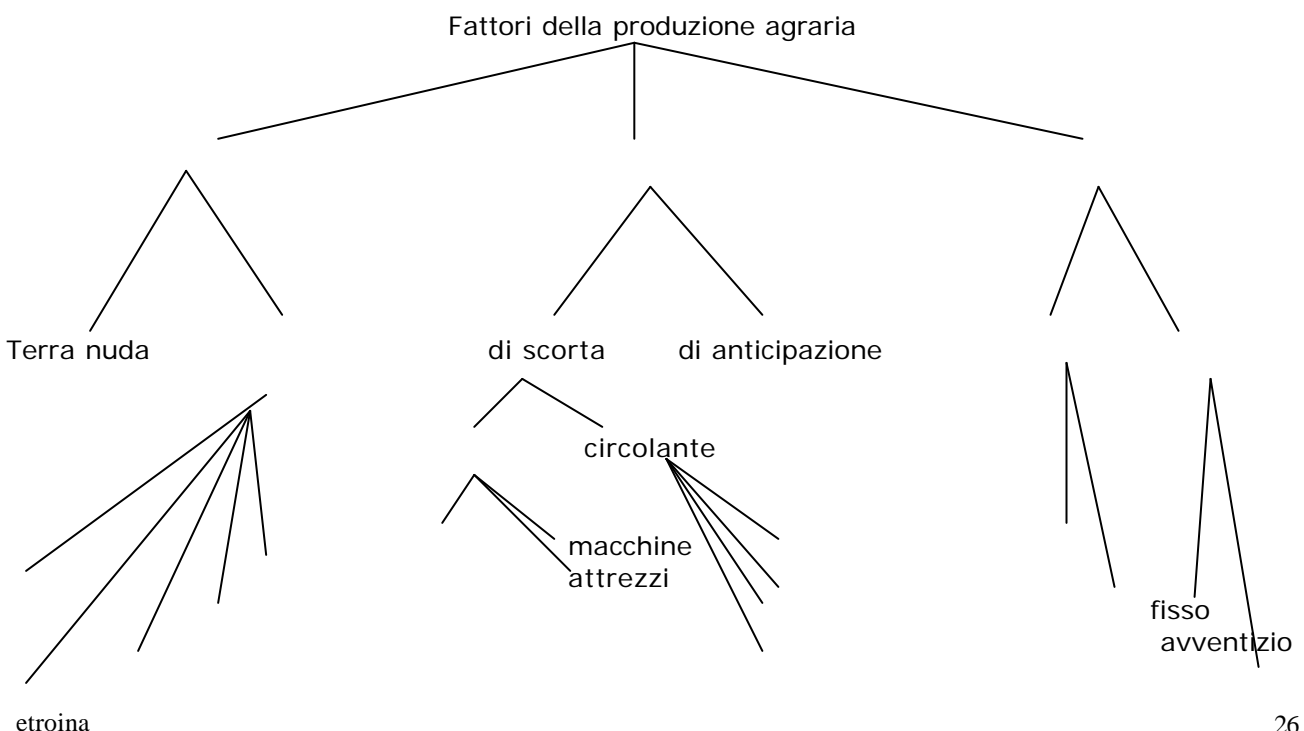 Fattori della produzione agraria
Terra nuda
di scorta
di anticipazione
circolante
macchine
attrezzi
fisso
avventizio
etroina
26